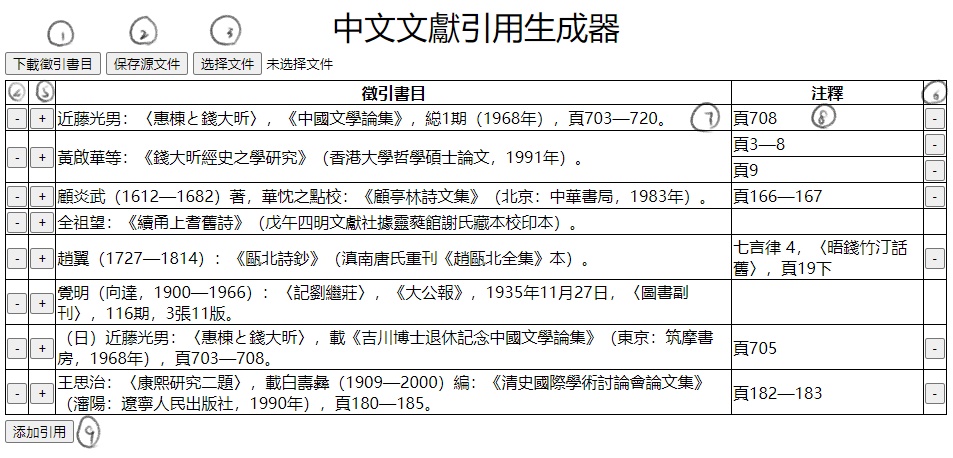 中文文獻引用生成器
1 2 3
下載徵引書目 保存源文件 选择文件 未选择文件
4 5 徵引書目 注釋 6
- + 近藤光男：〈惠棟と錢大昕〉，《中國文學論集》，総1期（1968年），頁703—720。 7 頁708 8 -
- + 黃啟華等：《錢大昕經史之學研究》（香港大學哲學碩士論文，1991年）。 頁3—8 -
頁9 -
- + 顧炎武（1612—1682）著，華忱之點校：《顧亭林詩文集》（北京：中華書局，1983年）。 頁166—167 -
- + 全祖望：《續甬上耆舊詩》（戊午四明文獻社據靈蕤館謝氏藏本校印本）。
- + 趙翼（1727—1814）：《甌北詩鈔》（滇南唐氏重刊《趙甌北全集》本）。 七言律 4，〈晤錢竹汀話
舊〉，頁19下 -
- + 覺明（向達，1900—1966）：〈記劉繼莊〉，《大公報》，1935年11月27日，〈圖書副
刊〉，116期，3張11版。
- + （日）近藤光男：〈惠棟と錢大昕〉，載《吉川博士退休記念中國文學論集》（東京：筑摩書
房，1968年），頁703—708。 頁705 -
- + 王思治：〈康熙研究二題〉，載白壽彝（1909—2000）編：《清史國際學術討論會論文集》
（瀋陽：遼寧人民出版社，1990年），頁180—185。 頁182—183 -
添加引用 9